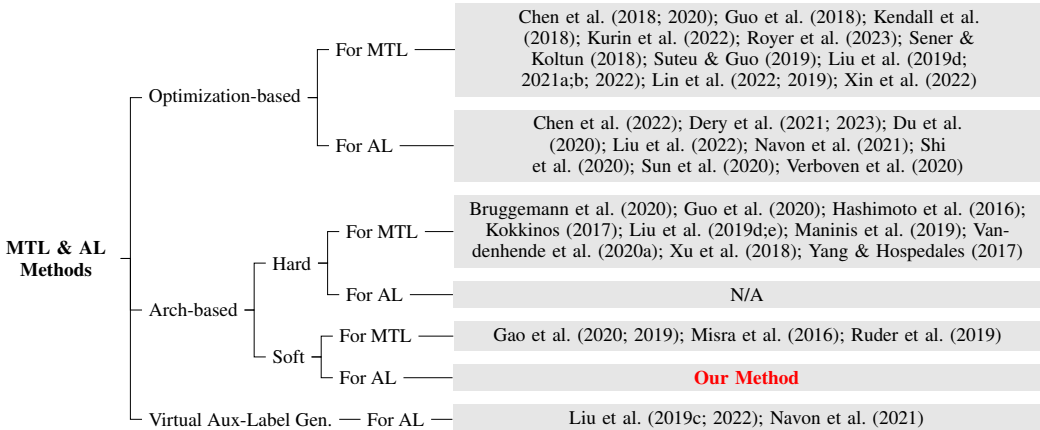 MTL & AL
Methods
Optimization-based
For MTL
Chen et al. (2018; 2020); Guo et al. (2018); Kendall et al.
(2018); Kurin et al. (2022); Royer et al. (2023); Sener &
Koltun (2018); Suteu & Guo (2019); Liu et al. (2019d;
2021a;b; 2022); Lin et al. (2022; 2019); Xin et al. (2022)
For AL
Chen et al. (2022); Dery et al. (2021; 2023); Du et al.
(2020); Liu et al. (2022); Navon et al. (2021); Shi
et al. (2020); Sun et al. (2020); Verboven et al. (2020)
Arch-based
Hard
For MTL
Bruggemann et al. (2020); Guo et al. (2020); Hashimoto et al. (2016);
Kokkinos (2017); Liu et al. (2019d;e); Maninis et al. (2019); Van-
denhende et al. (2020a); Xu et al. (2018); Yang & Hospedales (2017)
For AL
N/A
Soft
For MTL
Gao et al. (2020; 2019); Misra et al. (2016); Ruder et al. (2019)
For AL
Our Method
Virtual Aux-Label Gen.
For AL
Liu et al. (2019c; 2022); Navon et al. (2021)